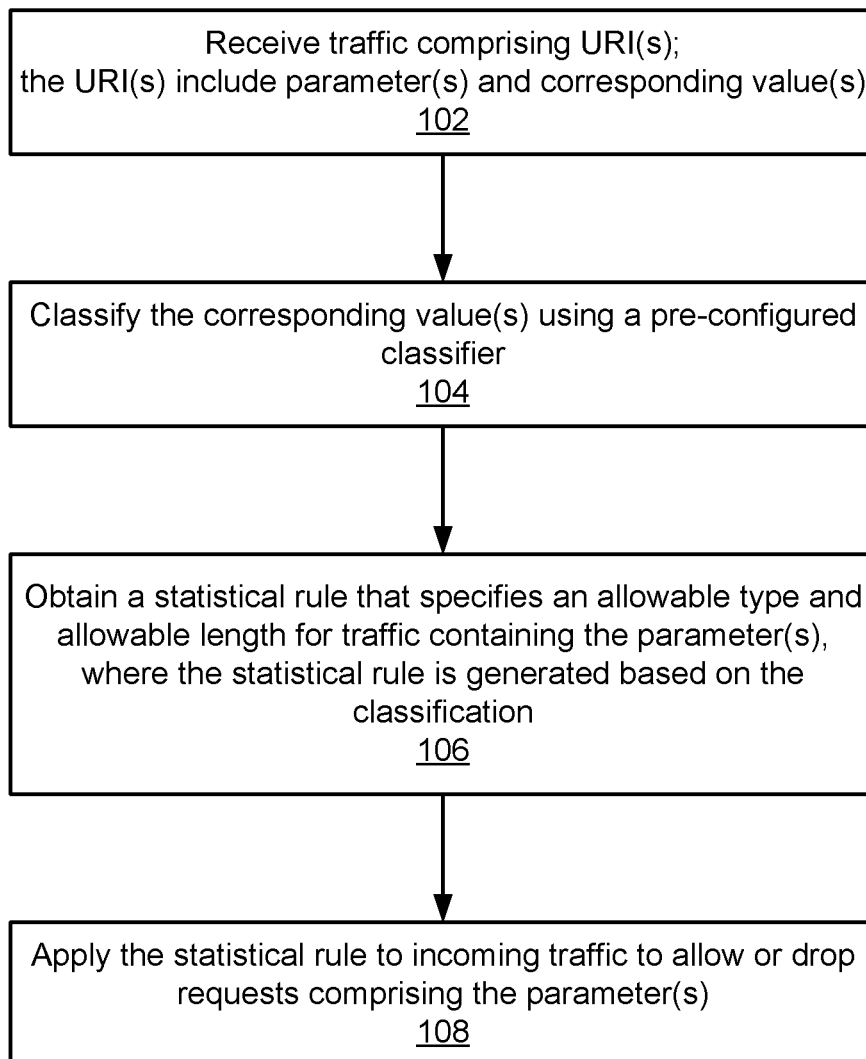 Receive traffic comprising URI(s);
the URI(s) include parameter(s) and corresponding value(s)
102
Classify the corresponding value(s) using a pre-configured
classifier
104
Obtain a statistical rule that specifies an allowable type and
allowable length for traffic containing the parameter(s),
where the statistical rule is generated based on the
classification
106
Apply the statistical rule to incoming traffic to allow or drop
requests comprising the parameter(s)
108